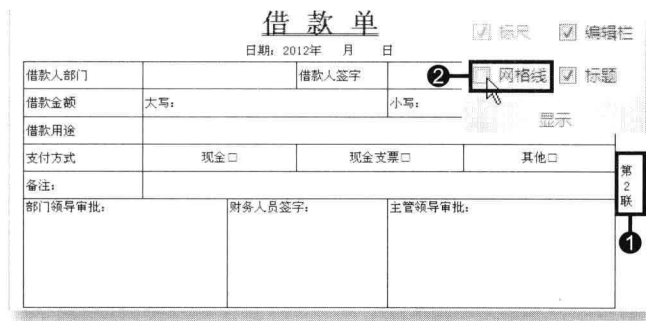 借款单
日期：2012年 月 日
标尺 编辑栏
网格线 标题
显示
借款人部门 借款人签字
借款金额 大写： 小写：
借款用途
支付方式 现金□ 现金支票□ 其他□
备注：
部门领导审批： 财务人员签字： 主管领导审批：
第
2
联
❷
❶